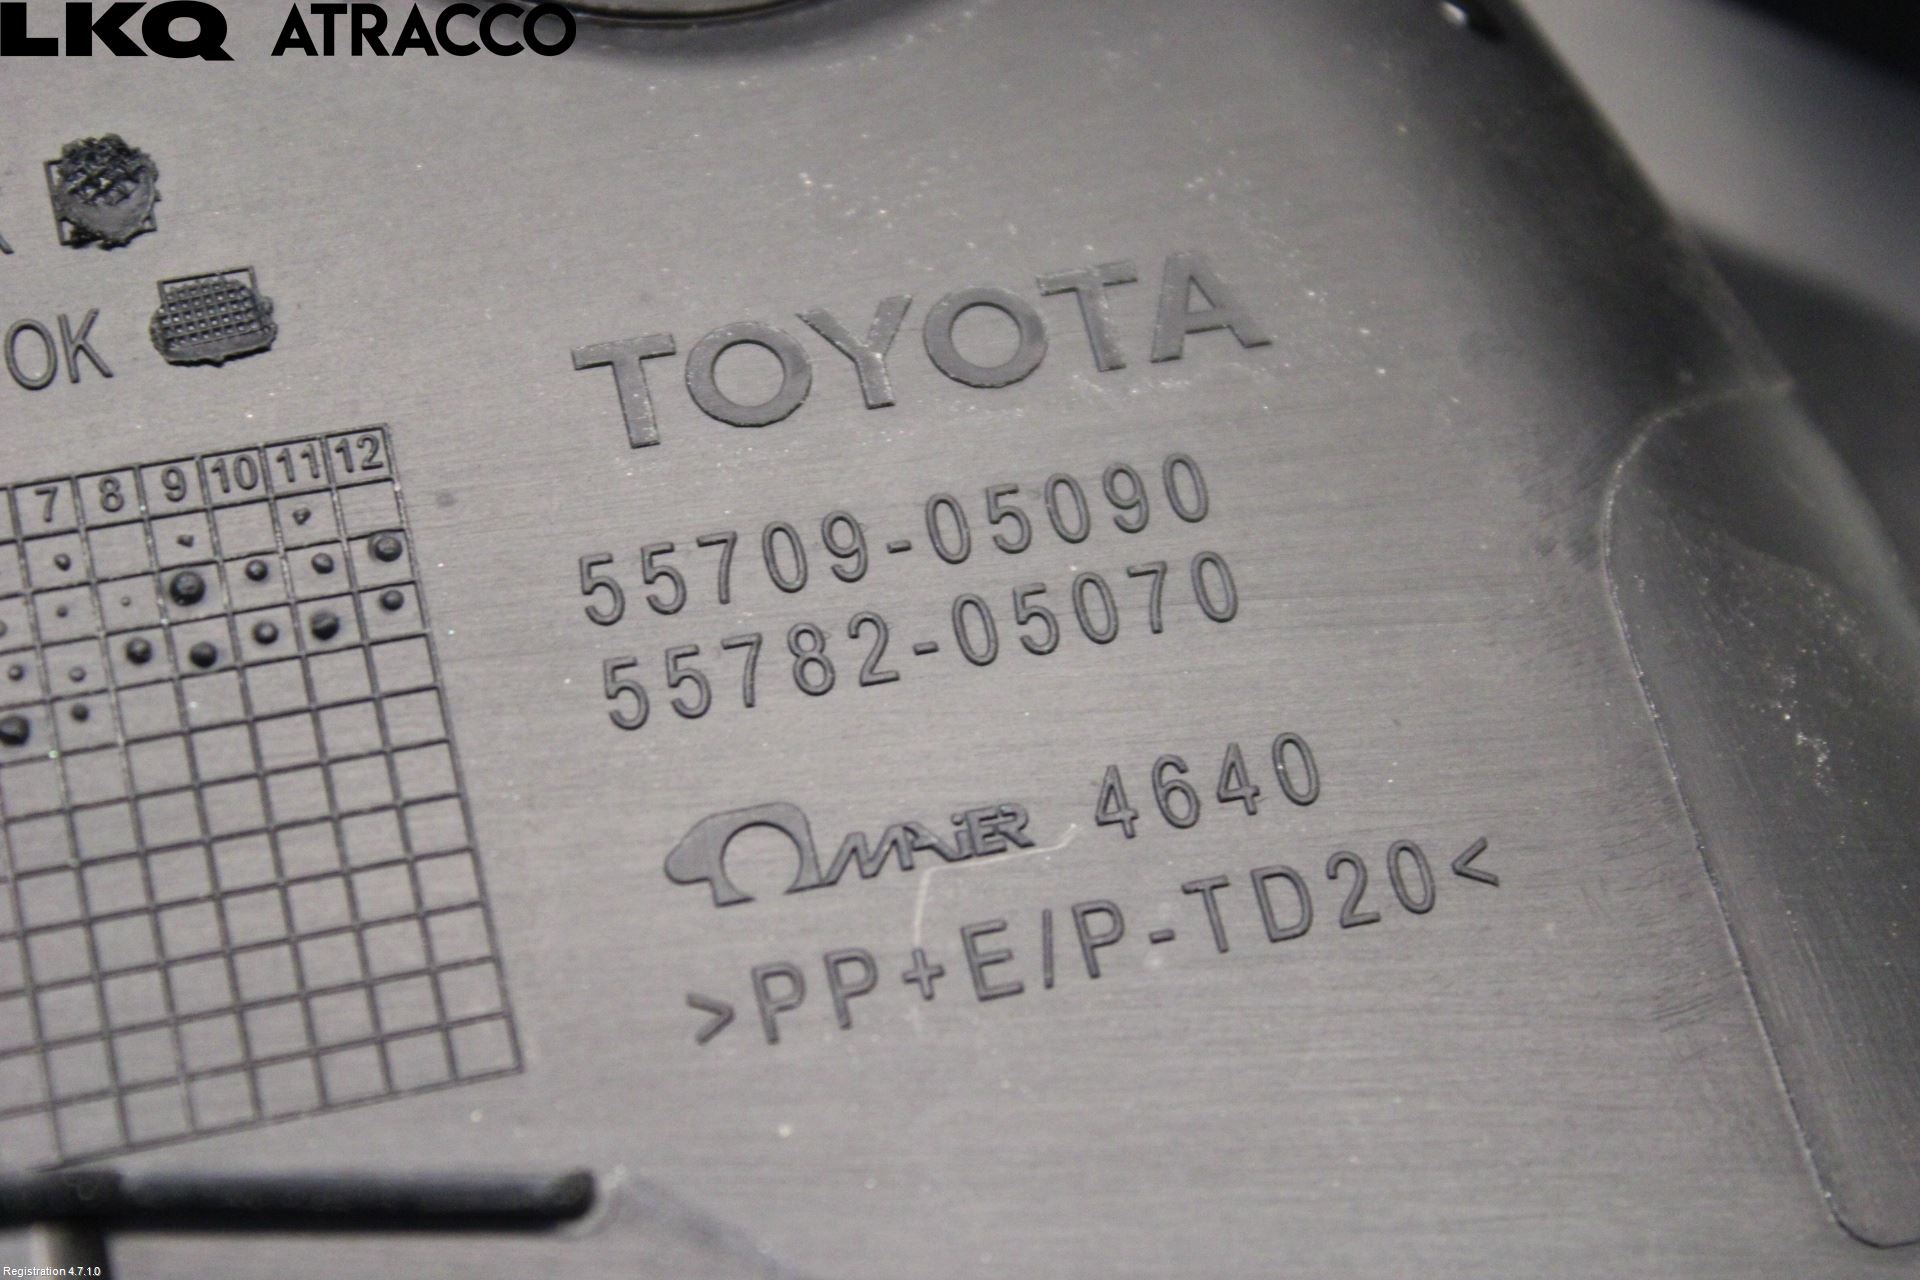 LKQ ATRACCO
OK
TOYOTA
7 8 9 10 11 12
55709-05090
55782-05070
MAiER 4640
>PP+E/P-TD20<
Registration 4.7.1.0